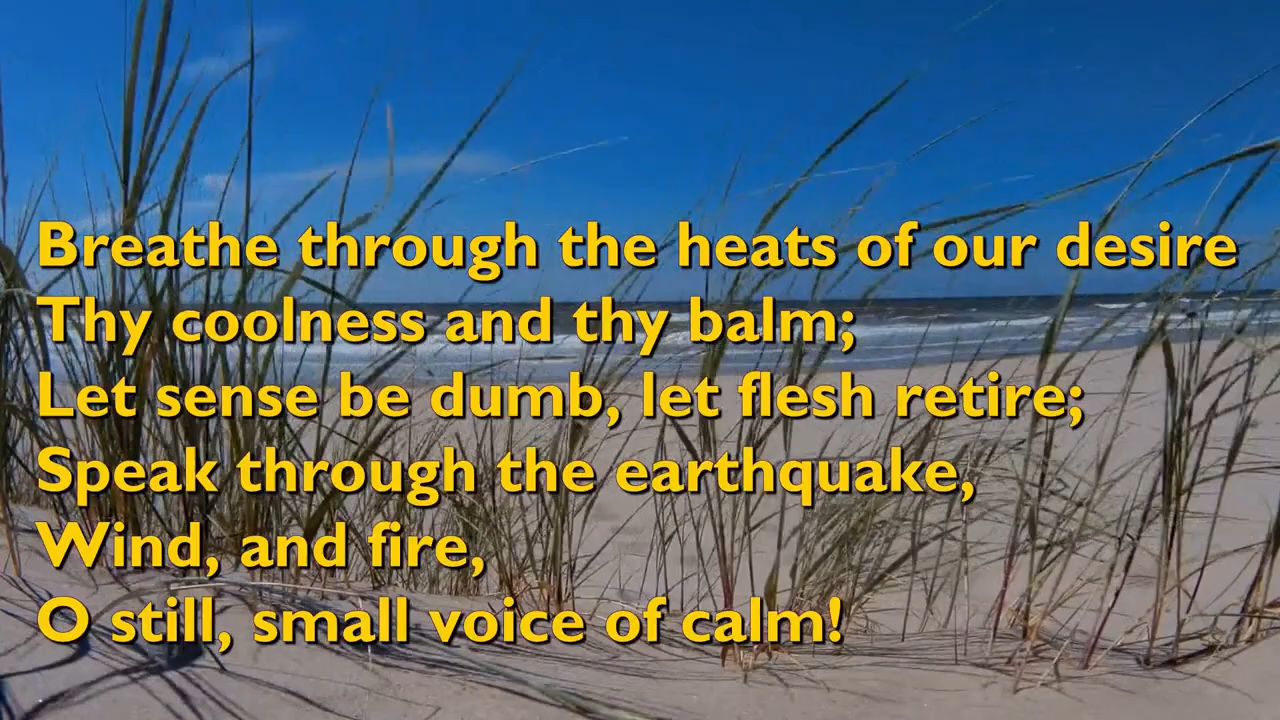 Breathe through the heats of our desire
Thy coolness and thy balm;
Let sense be dumb, let flesh retire;
Speak through the earthquake,
Wind, and fire,
O still, small voice of calm!